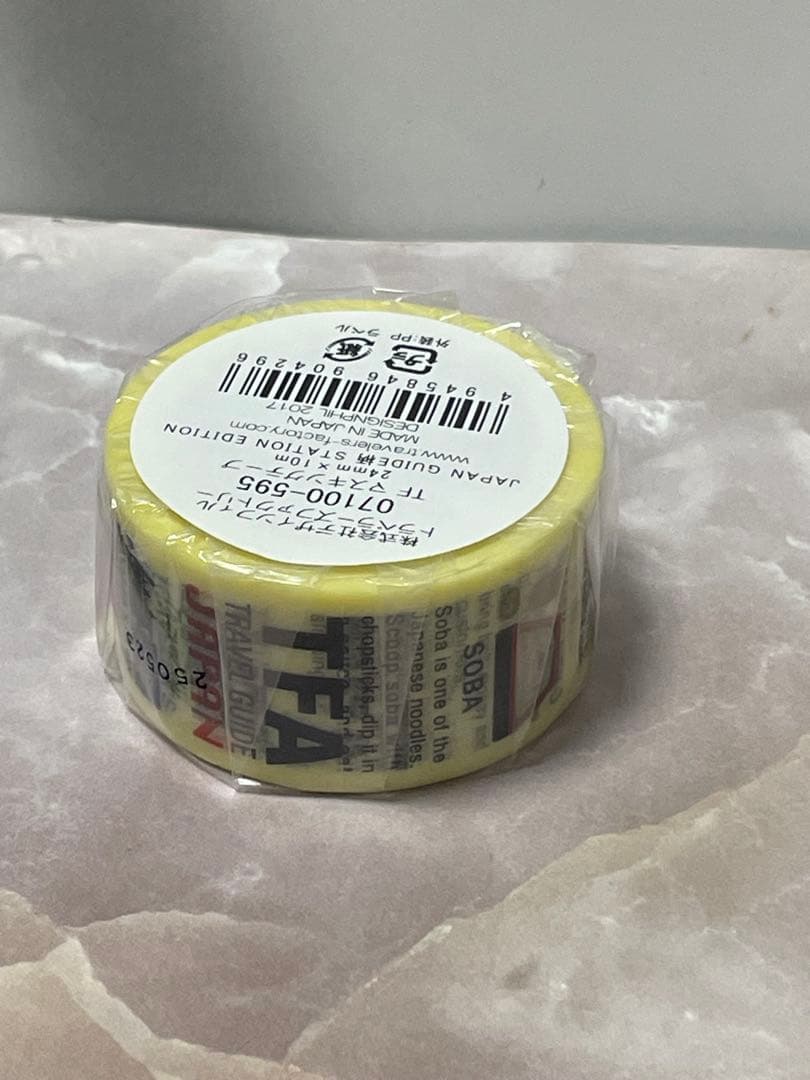 株式会社デザインフィル
トラベラーズファクトリー
07100-595
TF マスキングテープ
24mm x 10m
JAPAN GUIDE柄 STATION EDITION
www.travelers-factory.com
MADE IN JAPAN
DESIGNPHIL 2017
4 945846 904296
紙
プラ
外装:PP ラベル
250523
JAPAN
TRAVEL GUIDE
TFA
SOBA
Soba is one of the
Japanese noodles.
Scoop soba
chopsticks, dip it in